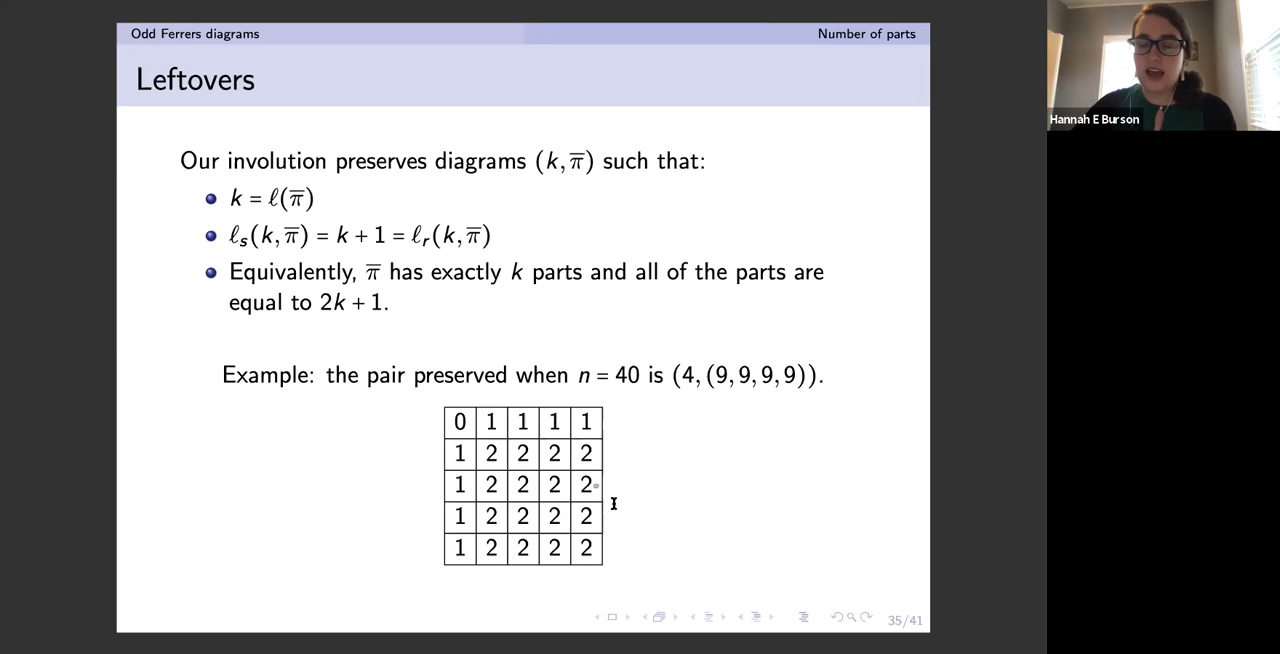 Odd Ferrers diagrams
Number of parts
Leftovers
Our involution preserves diagrams (k, π̅) such that:
k = ℓ(π̅)
ℓₛ(k, π̅) = k + 1 = ℓᵣ(k, π̅)
Equivalently, π̅ has exactly k parts and all of the parts are
equal to 2k + 1.
Example: the pair preserved when n = 40 is (4, (9, 9, 9, 9)).
0 1 1 1 1
1 2 2 2 2
1 2 2 2 2
1 2 2 2 2
1 2 2 2 2
35/41
Hannah E Burson